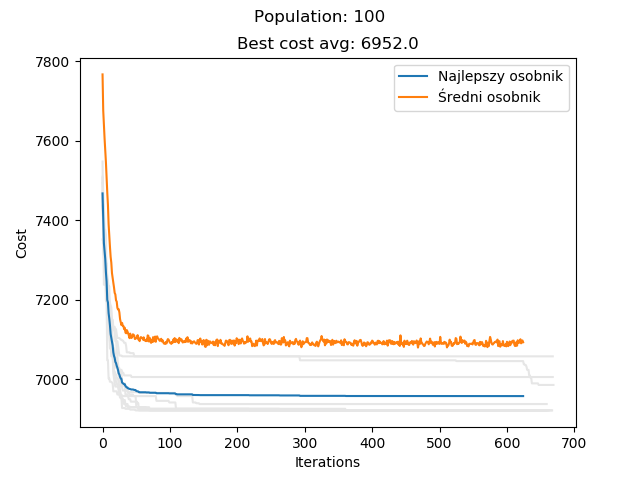 Population: 100
Best cost avg: 6952.0
7800
7600
7400
7200
7000
Cost
Najlepszy osobnik
Średni osobnik
0 100 200 300 400 500 600 700
Iterations